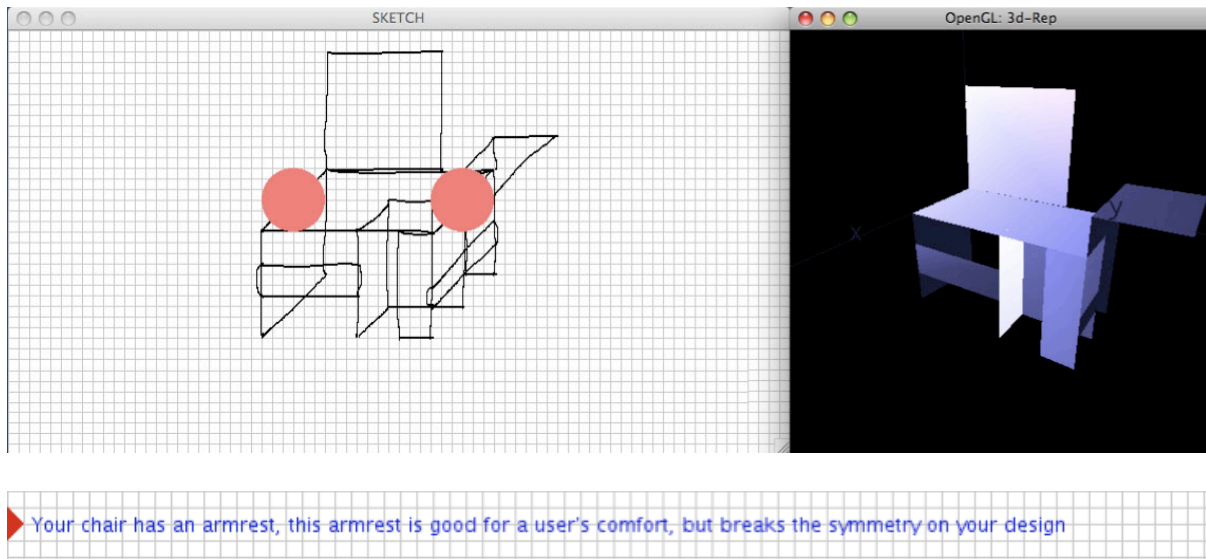 SKETCH
OpenGL: 3d-Rep
X
Y
Your chair has an armrest, this armrest is good for a user's comfort, but breaks the symmetry on your design